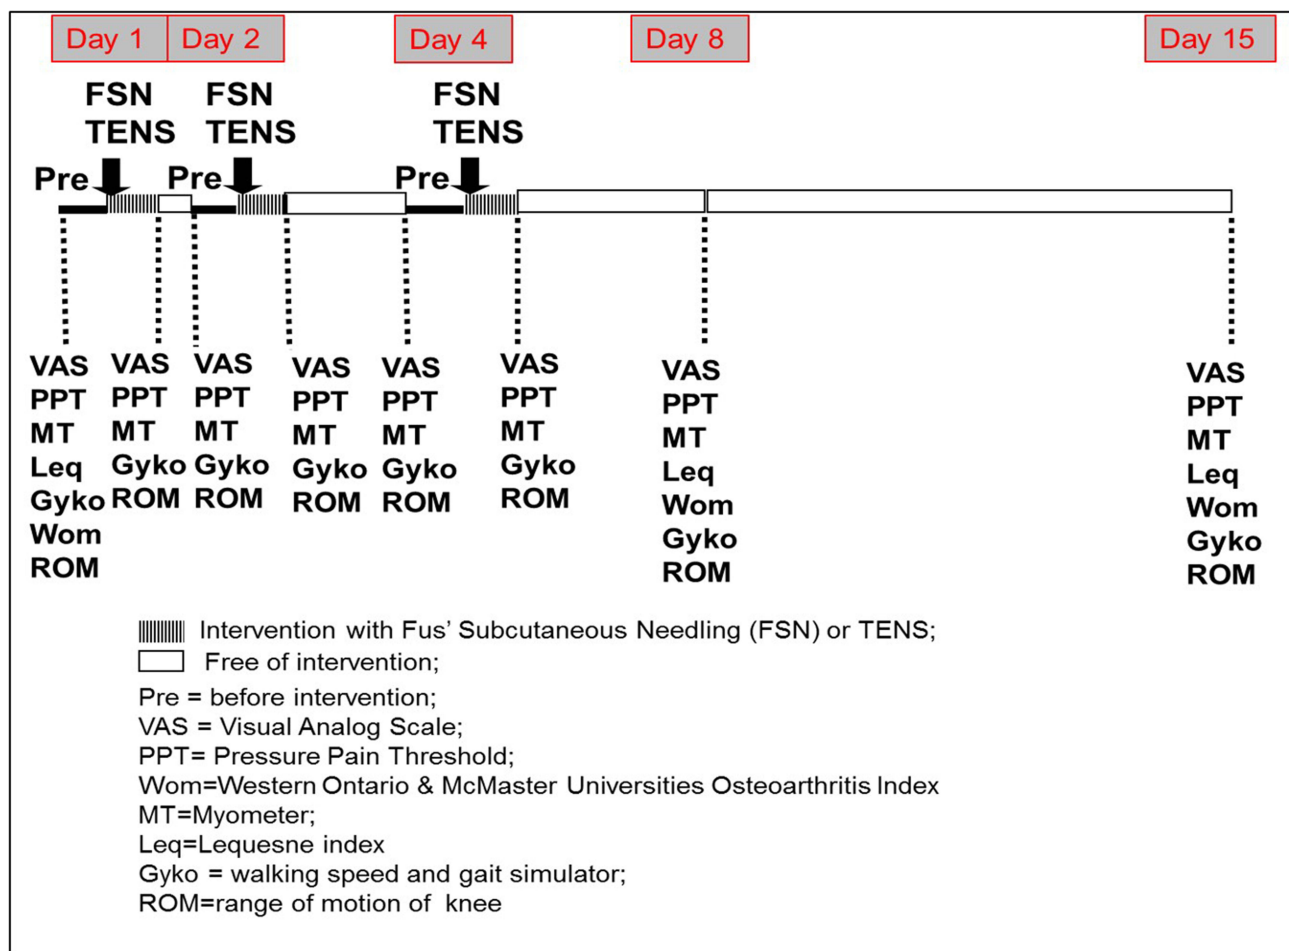 Day 1 Day 2 Day 4 Day 8 Day 15
FSN FSN FSN
TENS TENS TENS
Pre Pre Pre
VAS
PPT
MT
Leq
Gyko
Wom
ROM
VAS
PPT
MT
Gyko
ROM
VAS
PPT
MT
Gyko
ROM
VAS
PPT
MT
Gyko
ROM
VAS
PPT
MT
Gyko
ROM
VAS
PPT
MT
Gyko
ROM
VAS
PPT
MT
Leq
Wom
Gyko
ROM
VAS
PPT
MT
Leq
Wom
Gyko
ROM
Intervention with Fus' Subcutaneous Needling (FSN) or TENS;
Free of intervention;
Pre = before intervention;
VAS = Visual Analog Scale;
PPT= Pressure Pain Threshold;
Wom=Western Ontario & McMaster Universities Osteoarthritis Index
MT=Myometer;
Leq=Lequesne index
Gyko = walking speed and gait simulator;
ROM=range of motion of knee